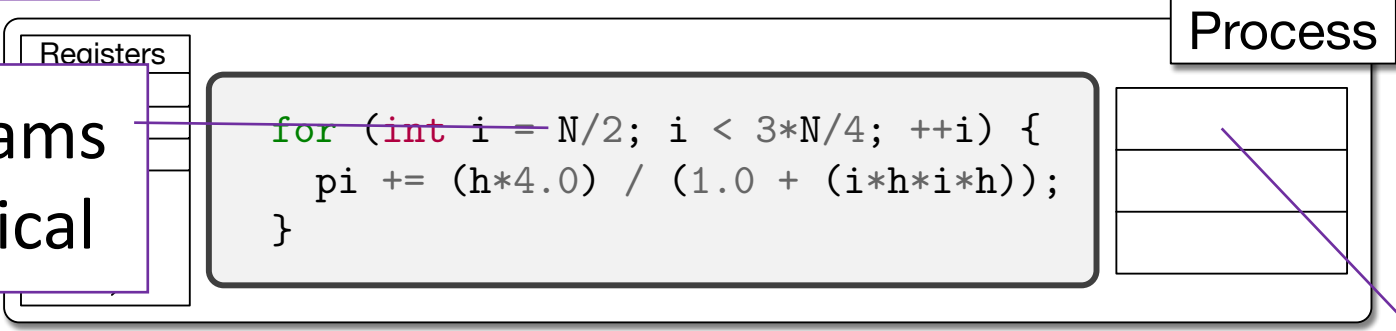 Process
Registers
ams
ical
for (int i = N/2; i < 3*N/4; ++i) {
pi += (h*4.0) / (1.0 + (i*h*i*h));
}